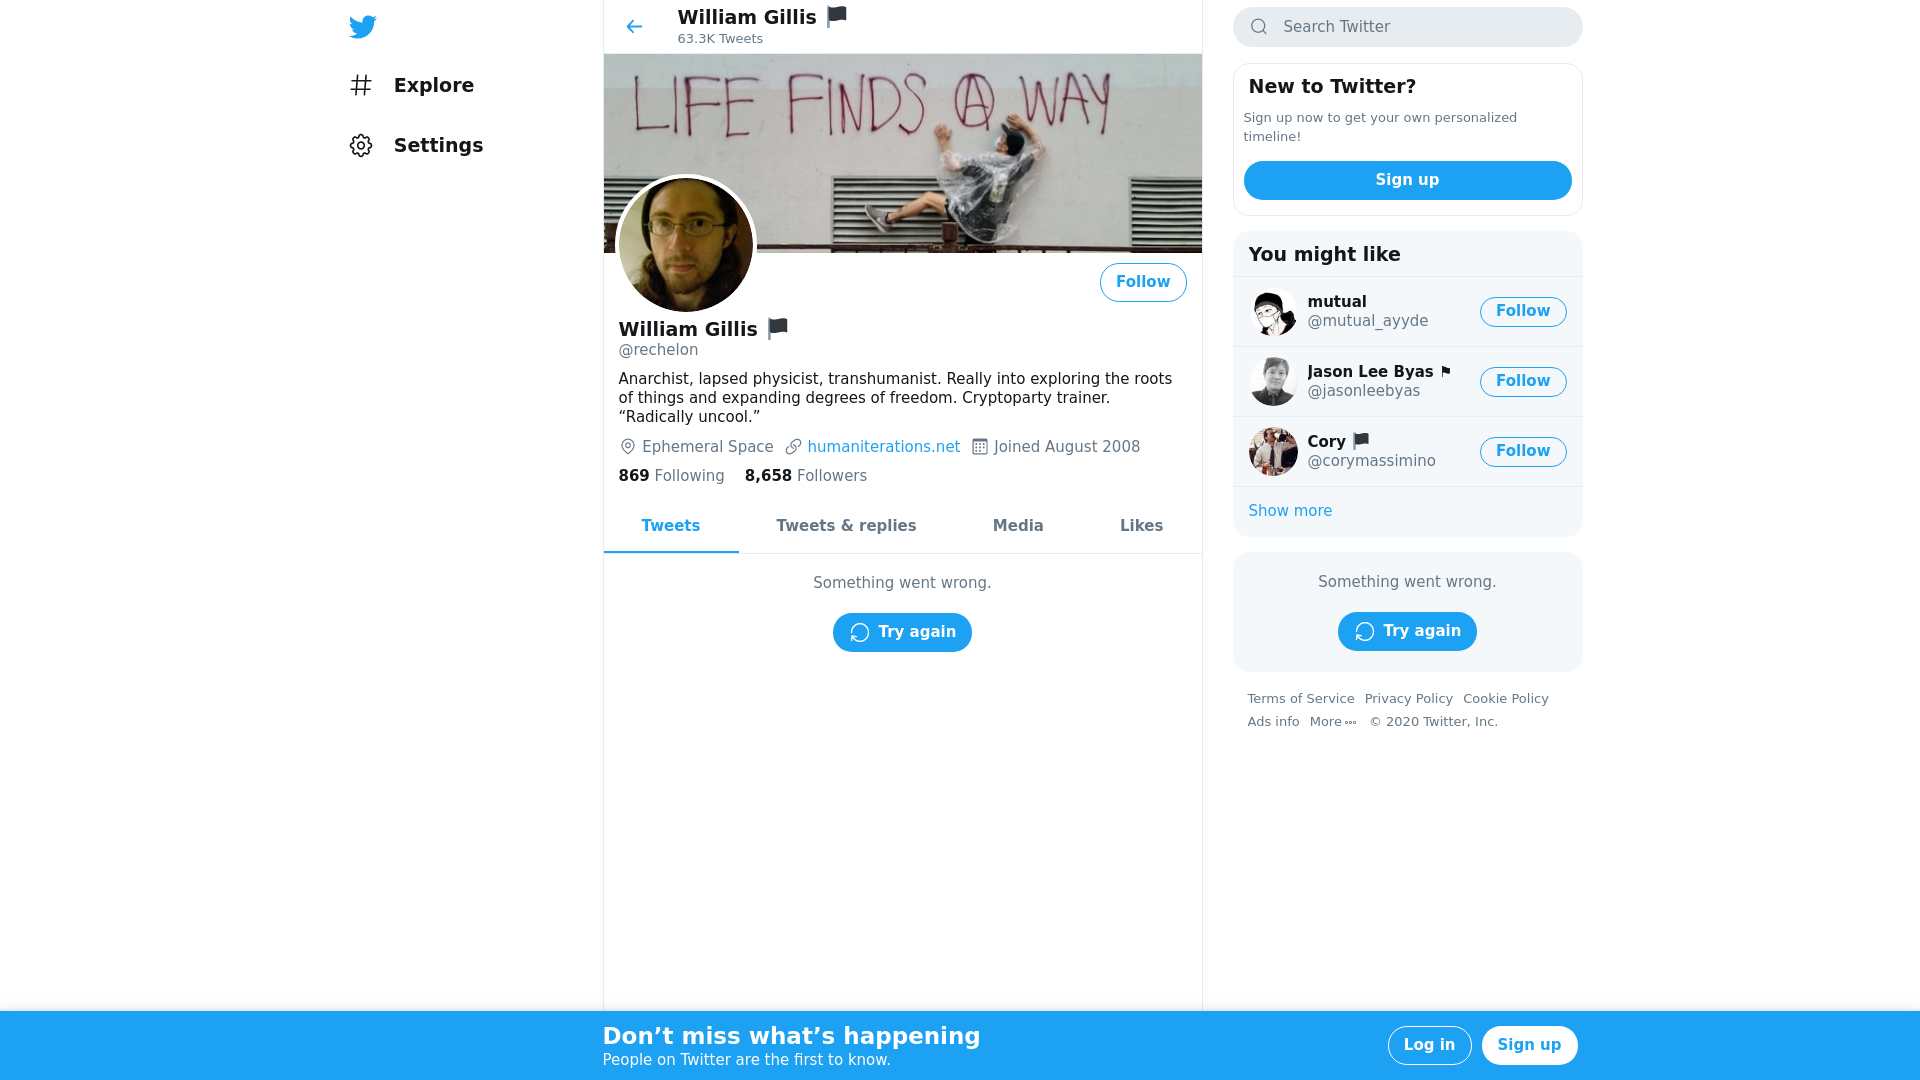 Explore
Settings
William Gillis
63.3K Tweets
LIFE FINDS A WAY
Follow
William Gillis
@rechelon
Anarchist, lapsed physicist, transhumanist. Really into exploring the roots
of things and expanding degrees of freedom. Cryptoparty trainer.
“Radically uncool.”
Ephemeral Space humaniterations.net Joined August 2008
869 Following 8,658 Followers
Tweets Tweets & replies Media Likes
Something went wrong.
Try again
Search Twitter
New to Twitter?
Sign up now to get your own personalized
timeline!
Sign up
You might like
mutual
@mutual_ayyde
Follow
Jason Lee Byas ⚑
@jasonleebyas
Follow
Cory
@corymassimino
Follow
Show more
Something went wrong.
Try again
Terms of Service Privacy Policy Cookie Policy
Ads info More © 2020 Twitter, Inc.
Don’t miss what’s happening
People on Twitter are the first to know.
Log in Sign up